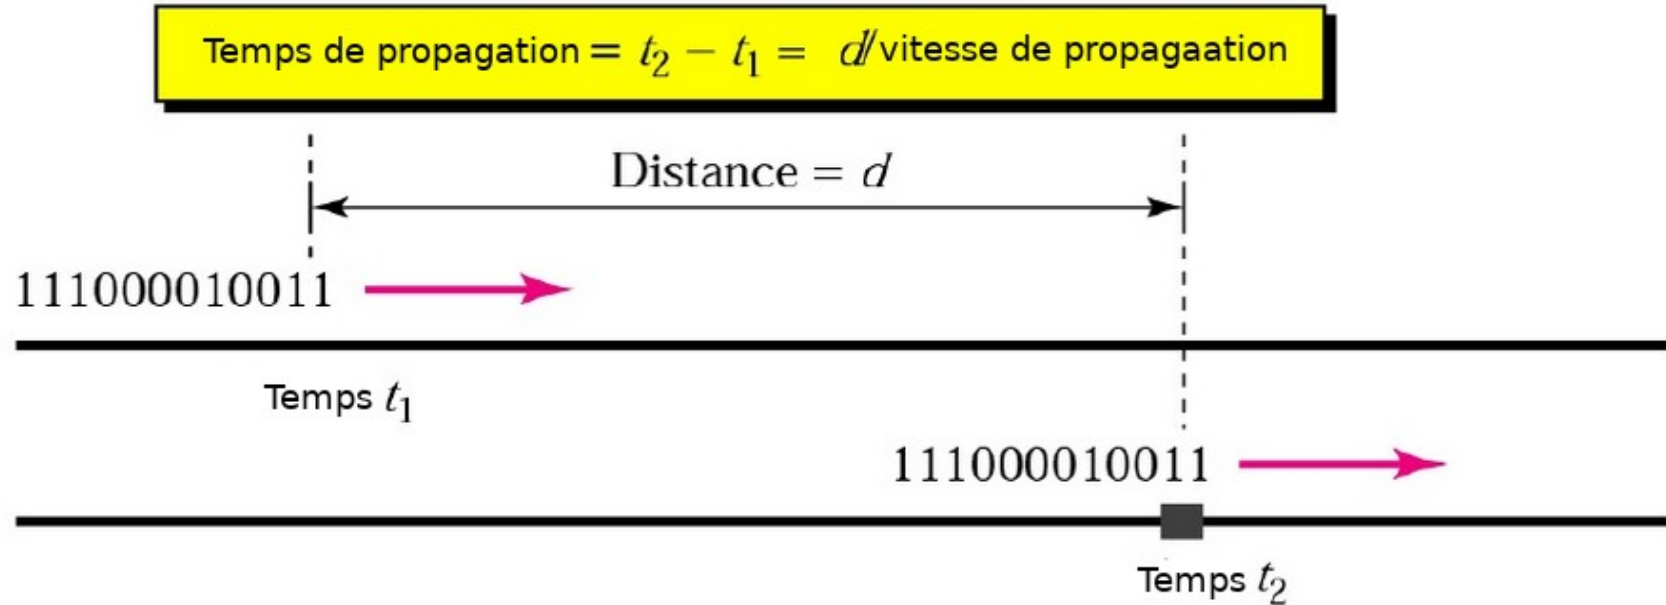 Temps de propagation = t₂ − t₁ = d/vitesse de propagaation
Distance = d
111000010011
Temps t₁
111000010011
Temps t₂